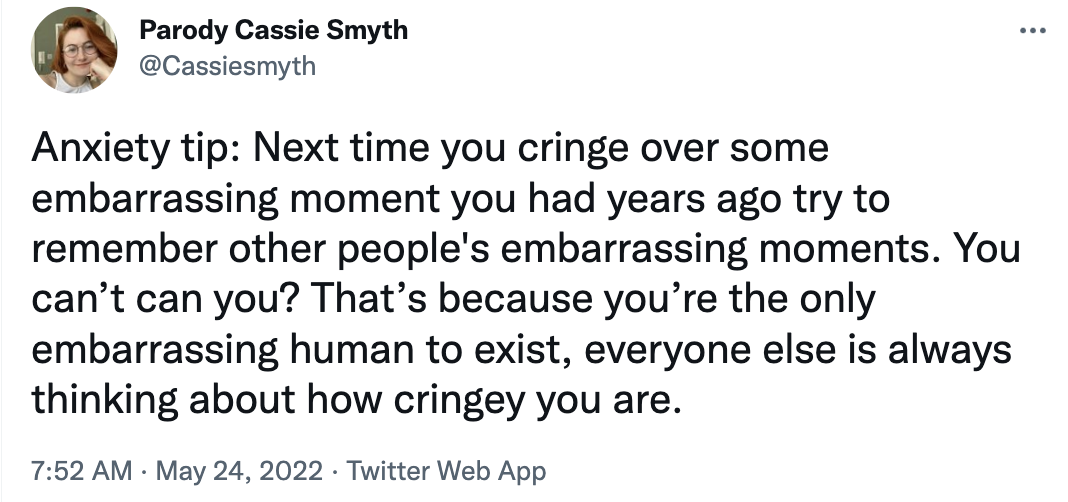 Parody Cassie Smyth
@Cassiesmyth
Anxiety tip: Next time you cringe over some
embarrassing moment you had years ago try to
remember other people's embarrassing moments. You
can’t can you? That’s because you’re the only
embarrassing human to exist, everyone else is always
thinking about how cringey you are.
7:52 AM · May 24, 2022 · Twitter Web App